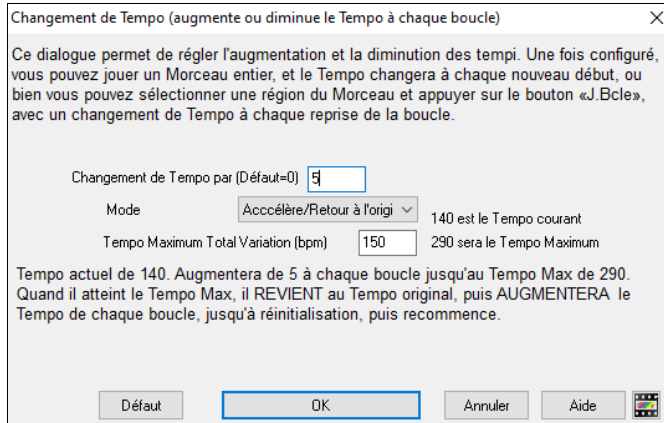 Changement de Tempo (augmente ou diminue le Tempo à chaque boucle)
Ce dialogue permet de régler l'augmentation et la diminution des tempi. Une fois configuré,
vous pouvez jouer un Morceau entier, et le Tempo changera à chaque nouveau début, ou
bien vous pouvez sélectionner une région du Morceau et appuyer sur le bouton «J.Bcle»,
avec un changement de Tempo à chaque reprise de la boucle.
Changement de Tempo par (Défaut=0) 5
Mode Acccélère/Retour à l'origi 140 est le Tempo courant
Tempo Maximum Total Variation (bpm) 150 290 sera le Tempo Maximum
Tempo actuel de 140. Augmentera de 5 à chaque boucle jusqu'au Tempo Max de 290.
Quand il atteint le Tempo Max, il REVIENT au Tempo original, puis AUGMENTERA le
Tempo de chaque boucle, jusqu'à réinitialisation, puis recommence.
Défaut OK Annuler Aide